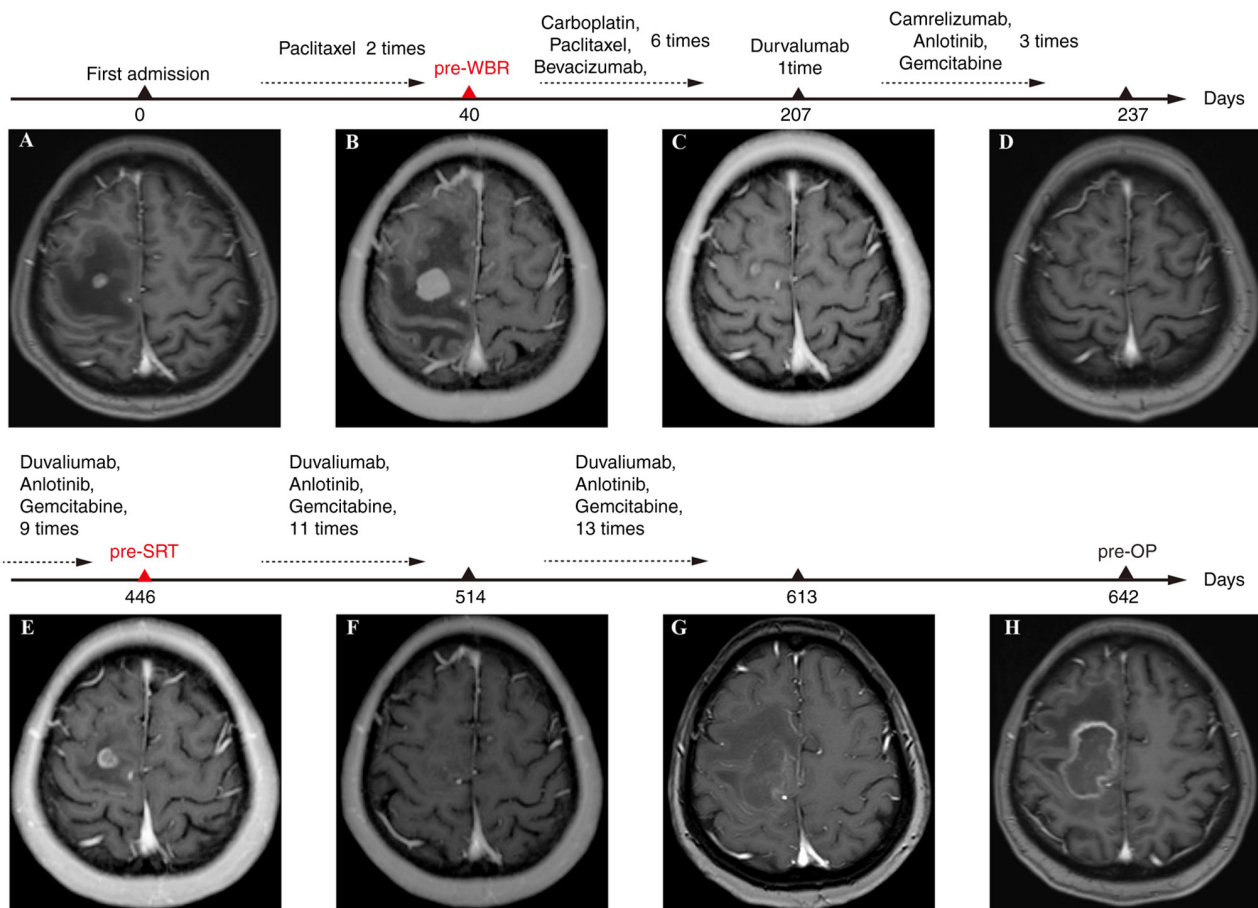 Paclitaxel 2 times
Carboplatin,
Paclitaxel,
Bevacizumab,
6 times
Camrelizumab,
Anlotinib,
Gemcitabine
3 times
First admission
pre-WBR
Durvalumab
1time
Days
0
40
207
237
A
B
C
D
Duvaliumab,
Anlotinib,
Gemcitabine,
9 times
Duvaliumab,
Anlotinib,
Gemcitabine,
11 times
Duvaliumab,
Anlotinib,
Gemcitabine,
13 times
pre-SRT
pre-OP
Days
446
514
613
642
E
F
G
H